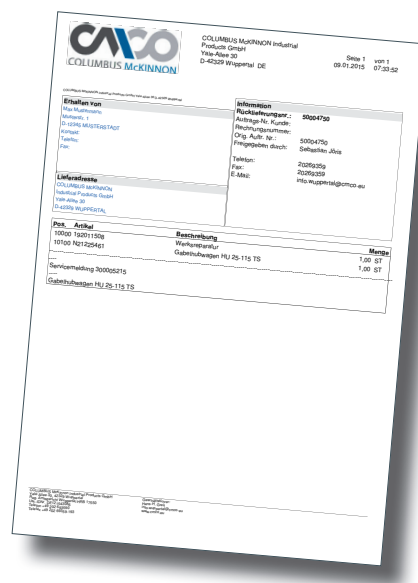 CMCO
COLUMBUS McKINNON
COLUMBUS McKINNON Industrial
Products GmbH
Yale-Allee 30
D-42329 Wuppertal DE
Seite 1 von 1
09.01.2015 07:33:52
Erhalten von
Max Mustermann
D-12345 MUSTERSTADT
Kontakt:
Telefon:
Fax:
Information
Rücklieferungsnr.: 50004750
Auftrags-Nr. Kunde:
Rechnungsnummer:
Orig. Auftr. Nr.: 50004750
Freigegeben durch: Sebastian Jöris
Telefon: 20269359
Fax: 20269359
E-Mail: info.wuppertal@cmco.eu
Lieferadresse
COLUMBUS McKINNON
Industrial Products GmbH
Yale-Allee 30
D-42329 WUPPERTAL
Pos. Artikel Beschreibung Menge
10000 192011508 Werksreparatur 1,00 ST
10100 N21225461 Gabelhubwagen HU 25-115 TS 1,00 ST
----
Servicemeldung 300005215
----
Gabelhubwagen HU 25-115 TS